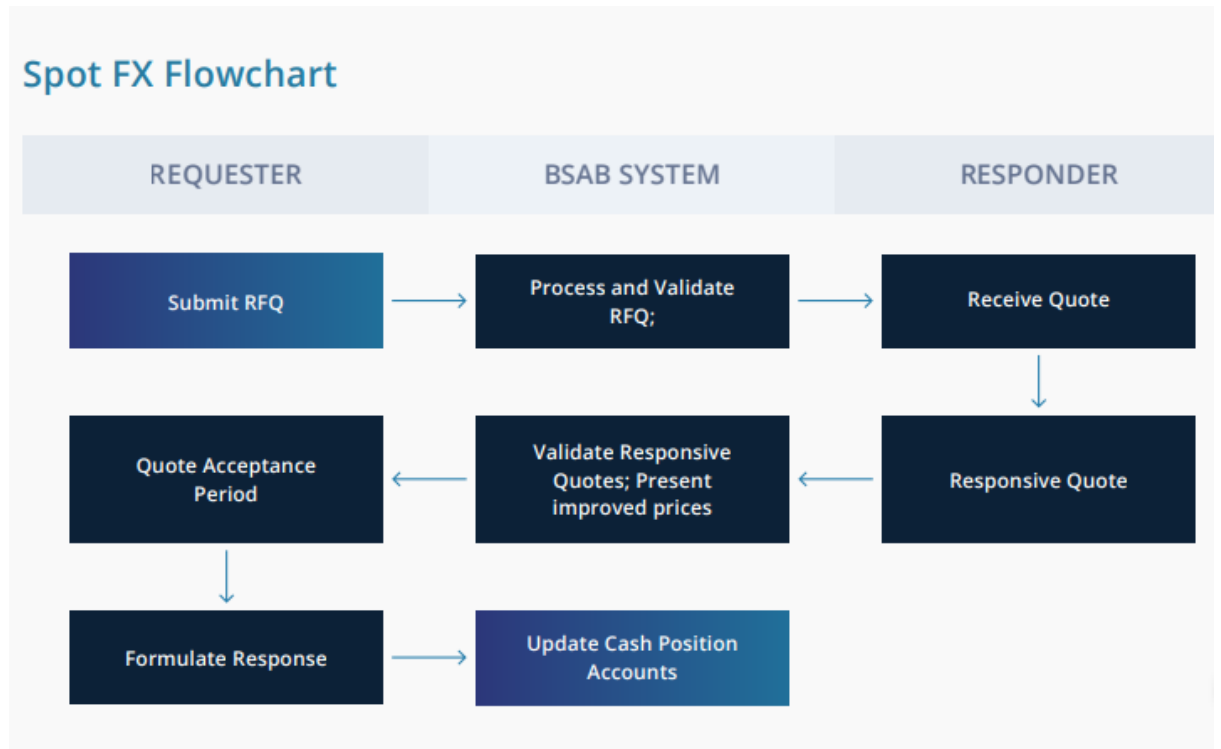 Spot FX Flowchart
REQUESTER
BSAB SYSTEM
RESPONDER
Submit RFQ
Process and Validate
RFQ;
Receive Quote
Quote Acceptance
Period
Validate Responsive
Quotes; Present
improved prices
Responsive Quote
Formulate Response
Update Cash Position
Accounts